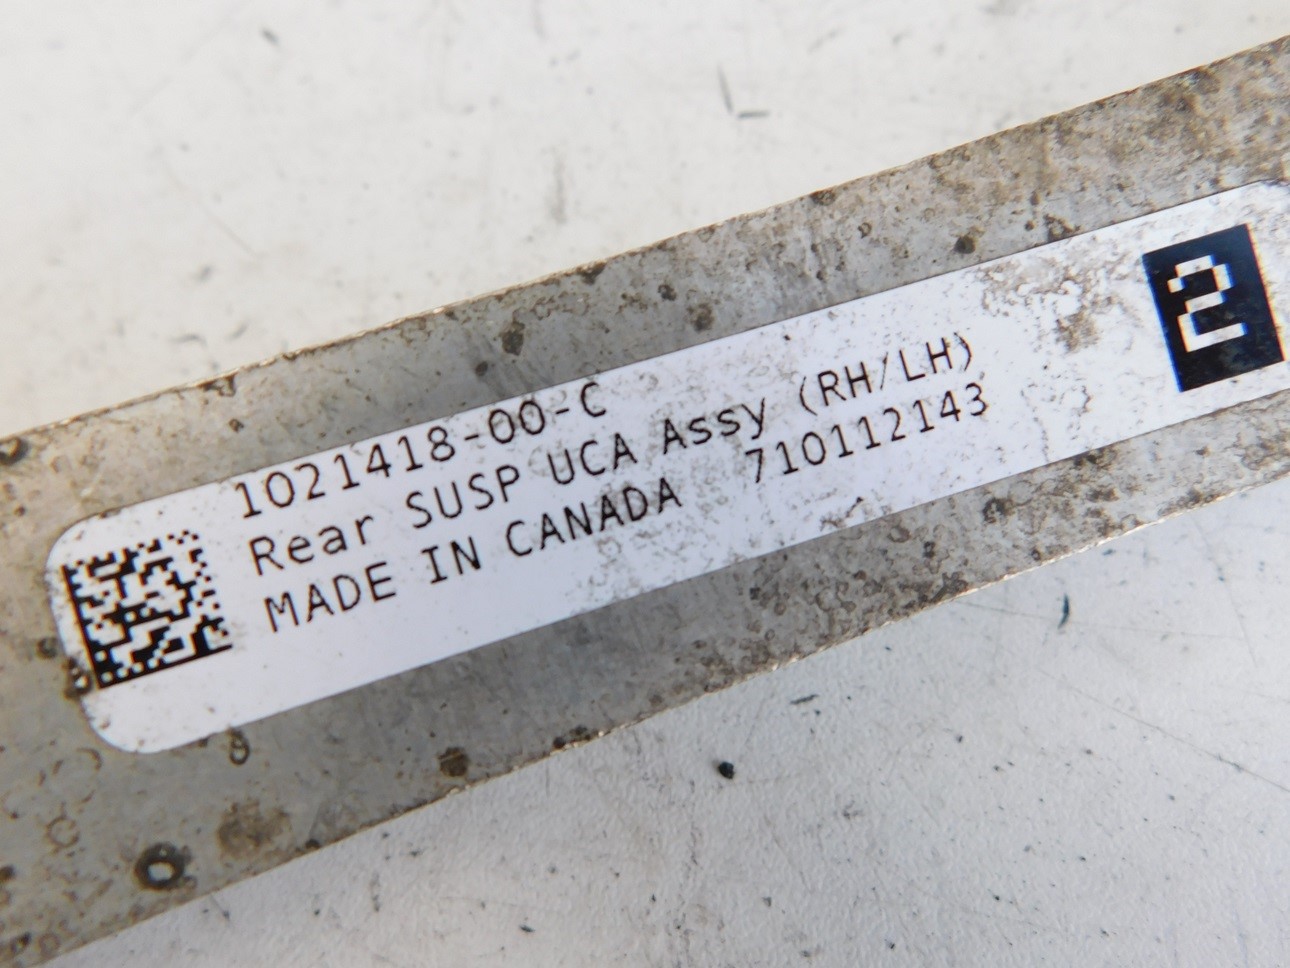 1021418-00-C
Rear SUSP UCA Assy (RH/LH)
MADE IN CANADA 710112143
2